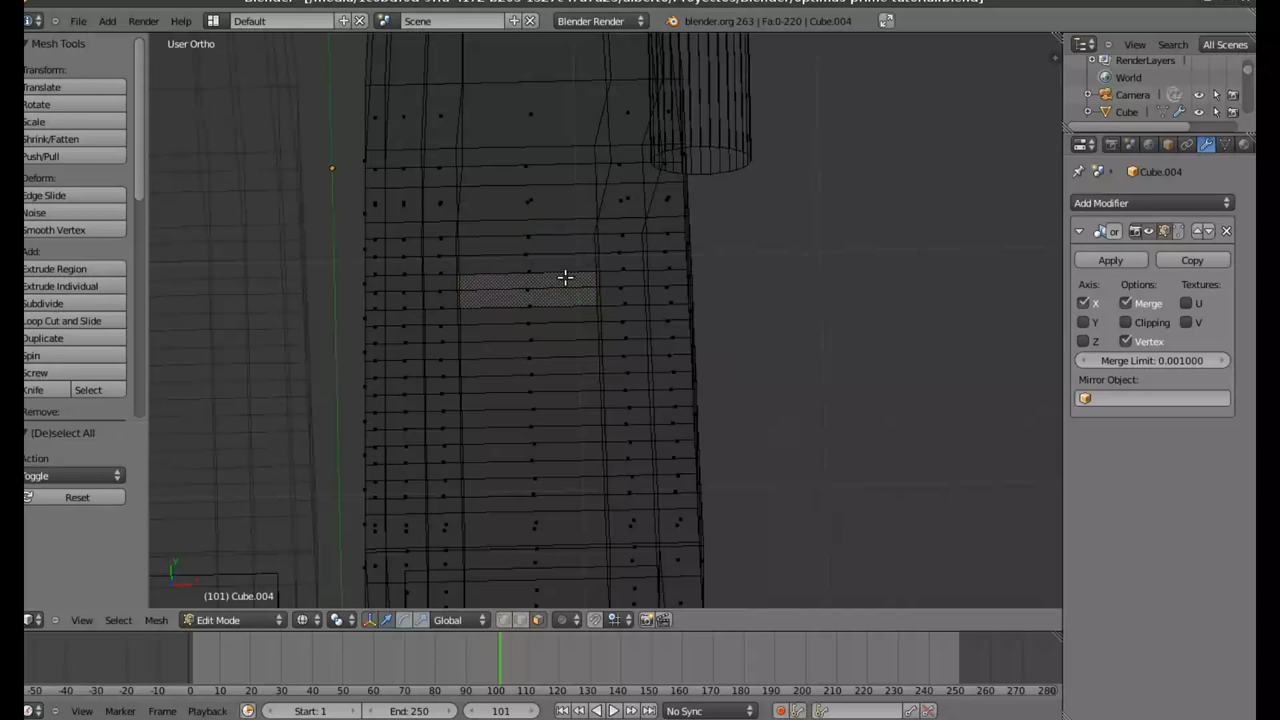 File Add Render Help Default Scene Blender Render blender.org 263 | Fa:0-220 | Cube.004
Mesh Tools
Transform:
Translate
Rotate
Scale
Shrink/Fatten
Push/Pull
Deform:
Edge Slide
Noise
Smooth Vertex
Add:
Extrude Region
Extrude Individual
Subdivide
Loop Cut and Slide
Duplicate
Spin
Screw
Knife Select
Remove:
(De)select All
Action
Toggle
Reset
User Ortho
(101) Cube.004
View Select Mesh Edit Mode Global
-50 -40 -30 -20 -10 0 10 20 30 40 50 60 70 80 90 100 110 120 130 140 150 160 170 180 190 200 210 220 230 240 250 260 270 280
View Marker Frame Playback Start: 1 End: 250 101 No Sync
View Search All Scenes
RenderLayers
World
Camera
Cube
Cube.004
Add Modifier
or
Apply Copy
Axis: Options: Textures:
X Merge U
Y Clipping V
Z Vertex
Merge Limit: 0.001000
Mirror Object: